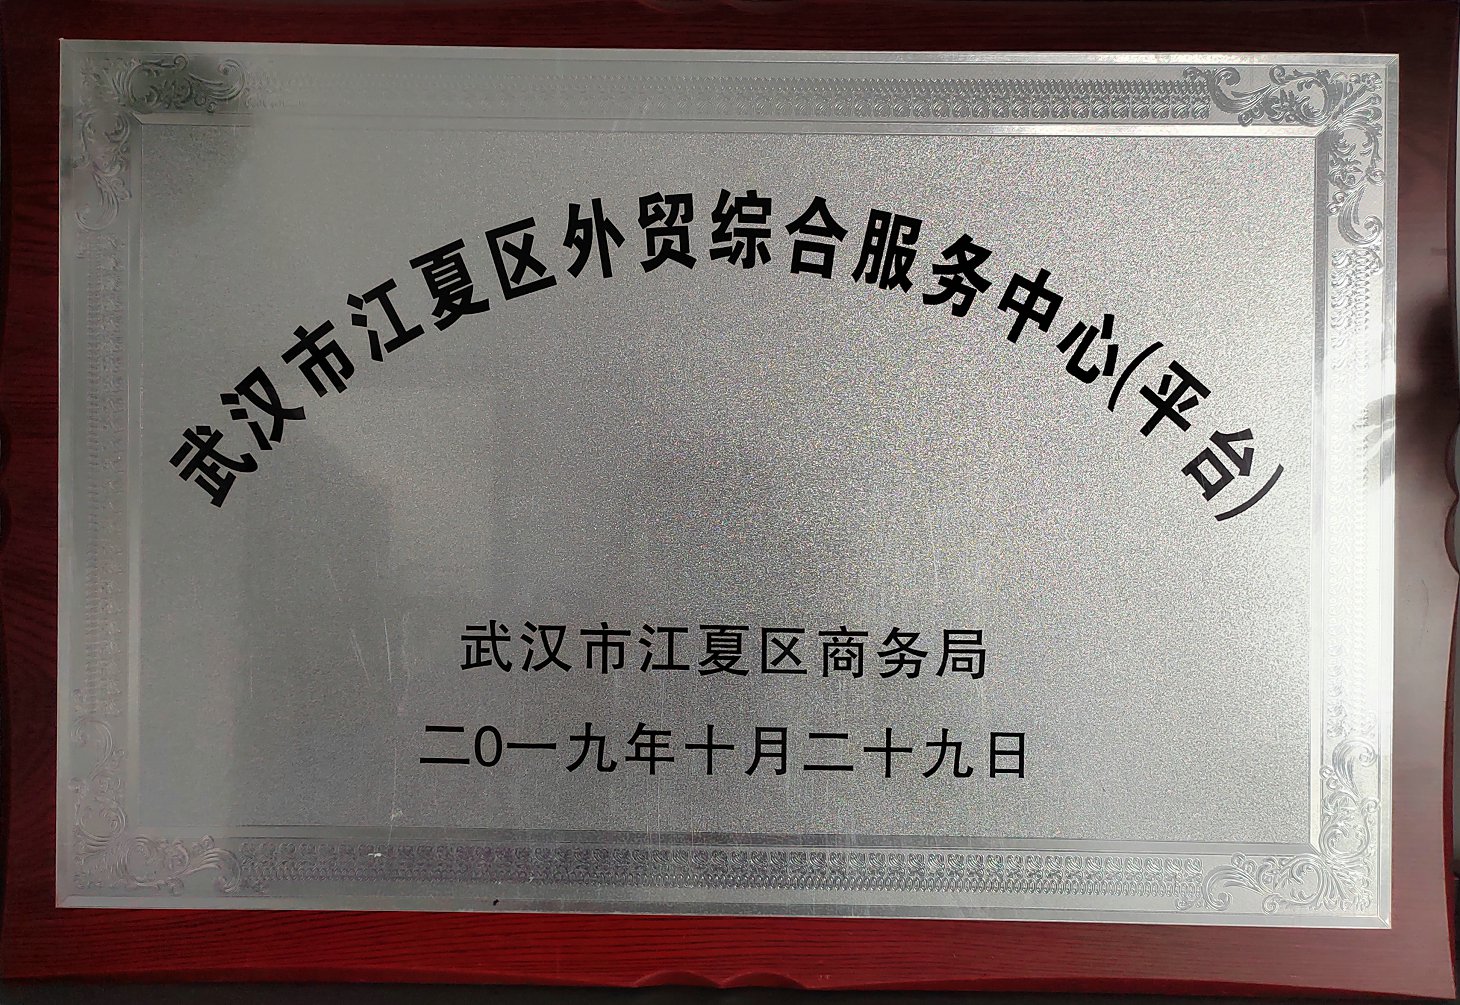 武汉市江夏区外贸综合服务中心(平台)
武汉市江夏区商务局
二0一九年十月二十九日